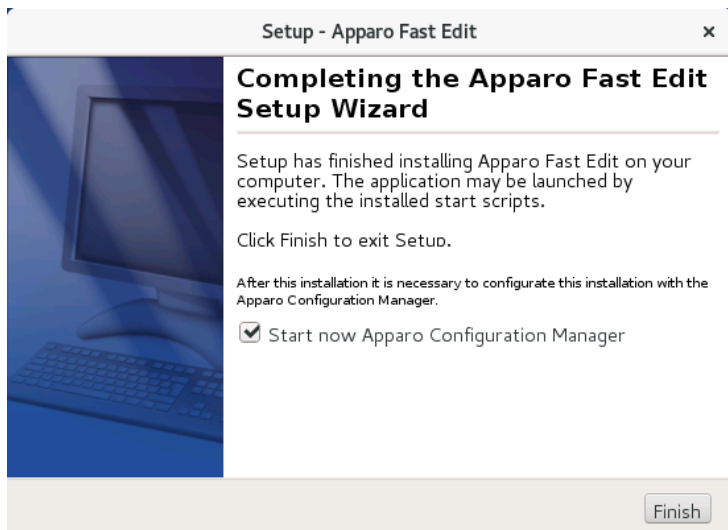 Setup - Apparo Fast Edit
×
Completing the Apparo Fast Edit
Setup Wizard
Setup has finished installing Apparo Fast Edit on your
computer. The application may be launched by
executing the installed start scripts.
Click Finish to exit Setup.
After this installation it is necessary to configurate this installation with the
Apparo Configuration Manager.
Start now Apparo Configuration Manager
Finish